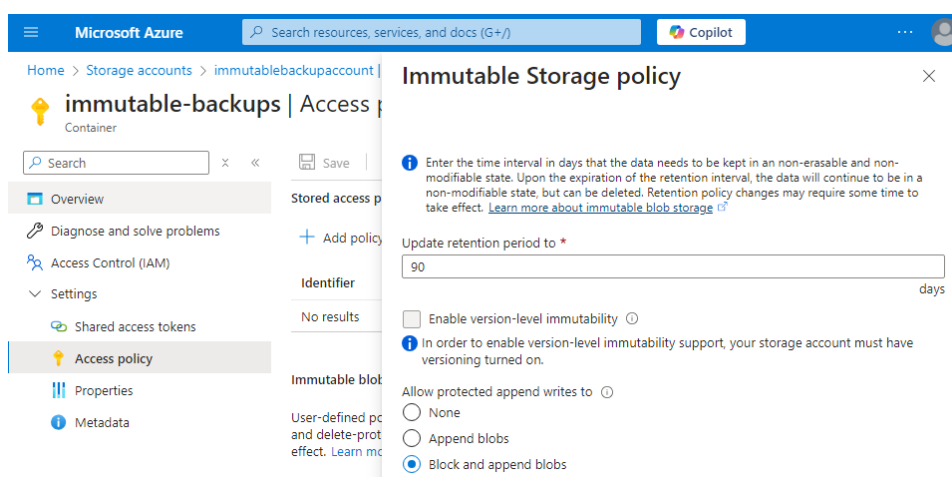 Microsoft Azure
Search resources, services, and docs (G+/)
Copilot
Home > Storage accounts > immutablebackupaccount |
immutable-backups | Access p
Container
Search
Overview
Diagnose and solve problems
Access Control (IAM)
Settings
Shared access tokens
Access policy
Properties
Metadata
Save
Stored access p
Add policy
Identifier
No results
Immutable blob
User-defined po
and delete-prot
effect. Learn mo
Immutable Storage policy
Enter the time interval in days that the data needs to be kept in an non-erasable and non-
modifiable state. Upon the expiration of the retention interval, the data will continue to be in a
non-modifiable state, but can be deleted. Retention policy changes may require some time to
take effect. Learn more about immutable blob storage
Update retention period to *
90
days
Enable version-level immutability
In order to enable version-level immutability support, your storage account must have
versioning turned on.
Allow protected append writes to
None
Append blobs
Block and append blobs